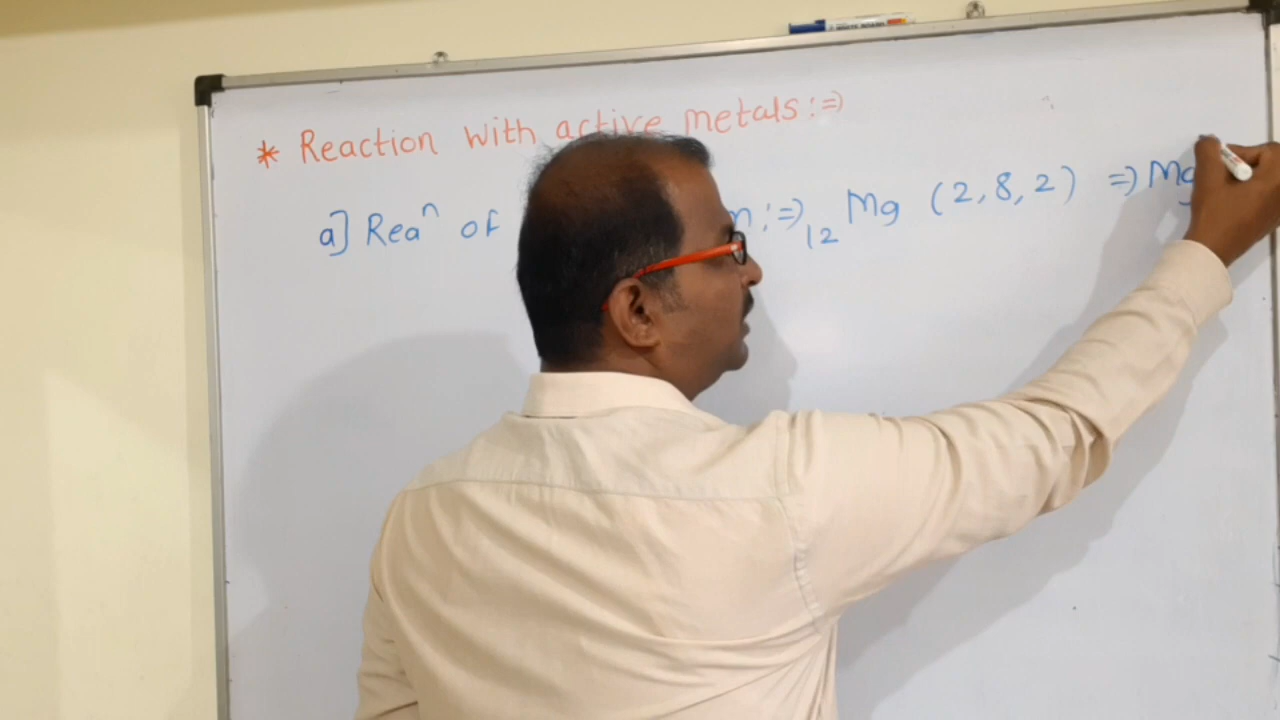 * Reaction with active metals :⇒
a] Reaⁿ of :⇒ ₁₂Mg (2,8,2) ⇒ Mg